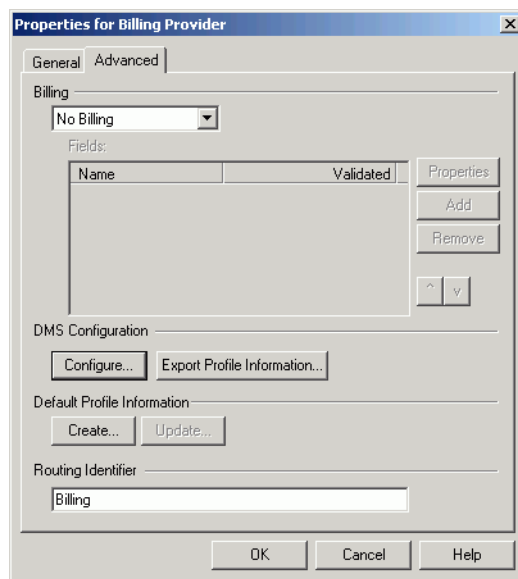 Properties for Billing Provider
General Advanced
Billing
No Billing
Fields:
Name Validated
Properties
Add
Remove
^ v
DMS Configuration
Configure... Export Profile Information...
Default Profile Information
Create... Update...
Routing Identifier
Billing
OK Cancel Help